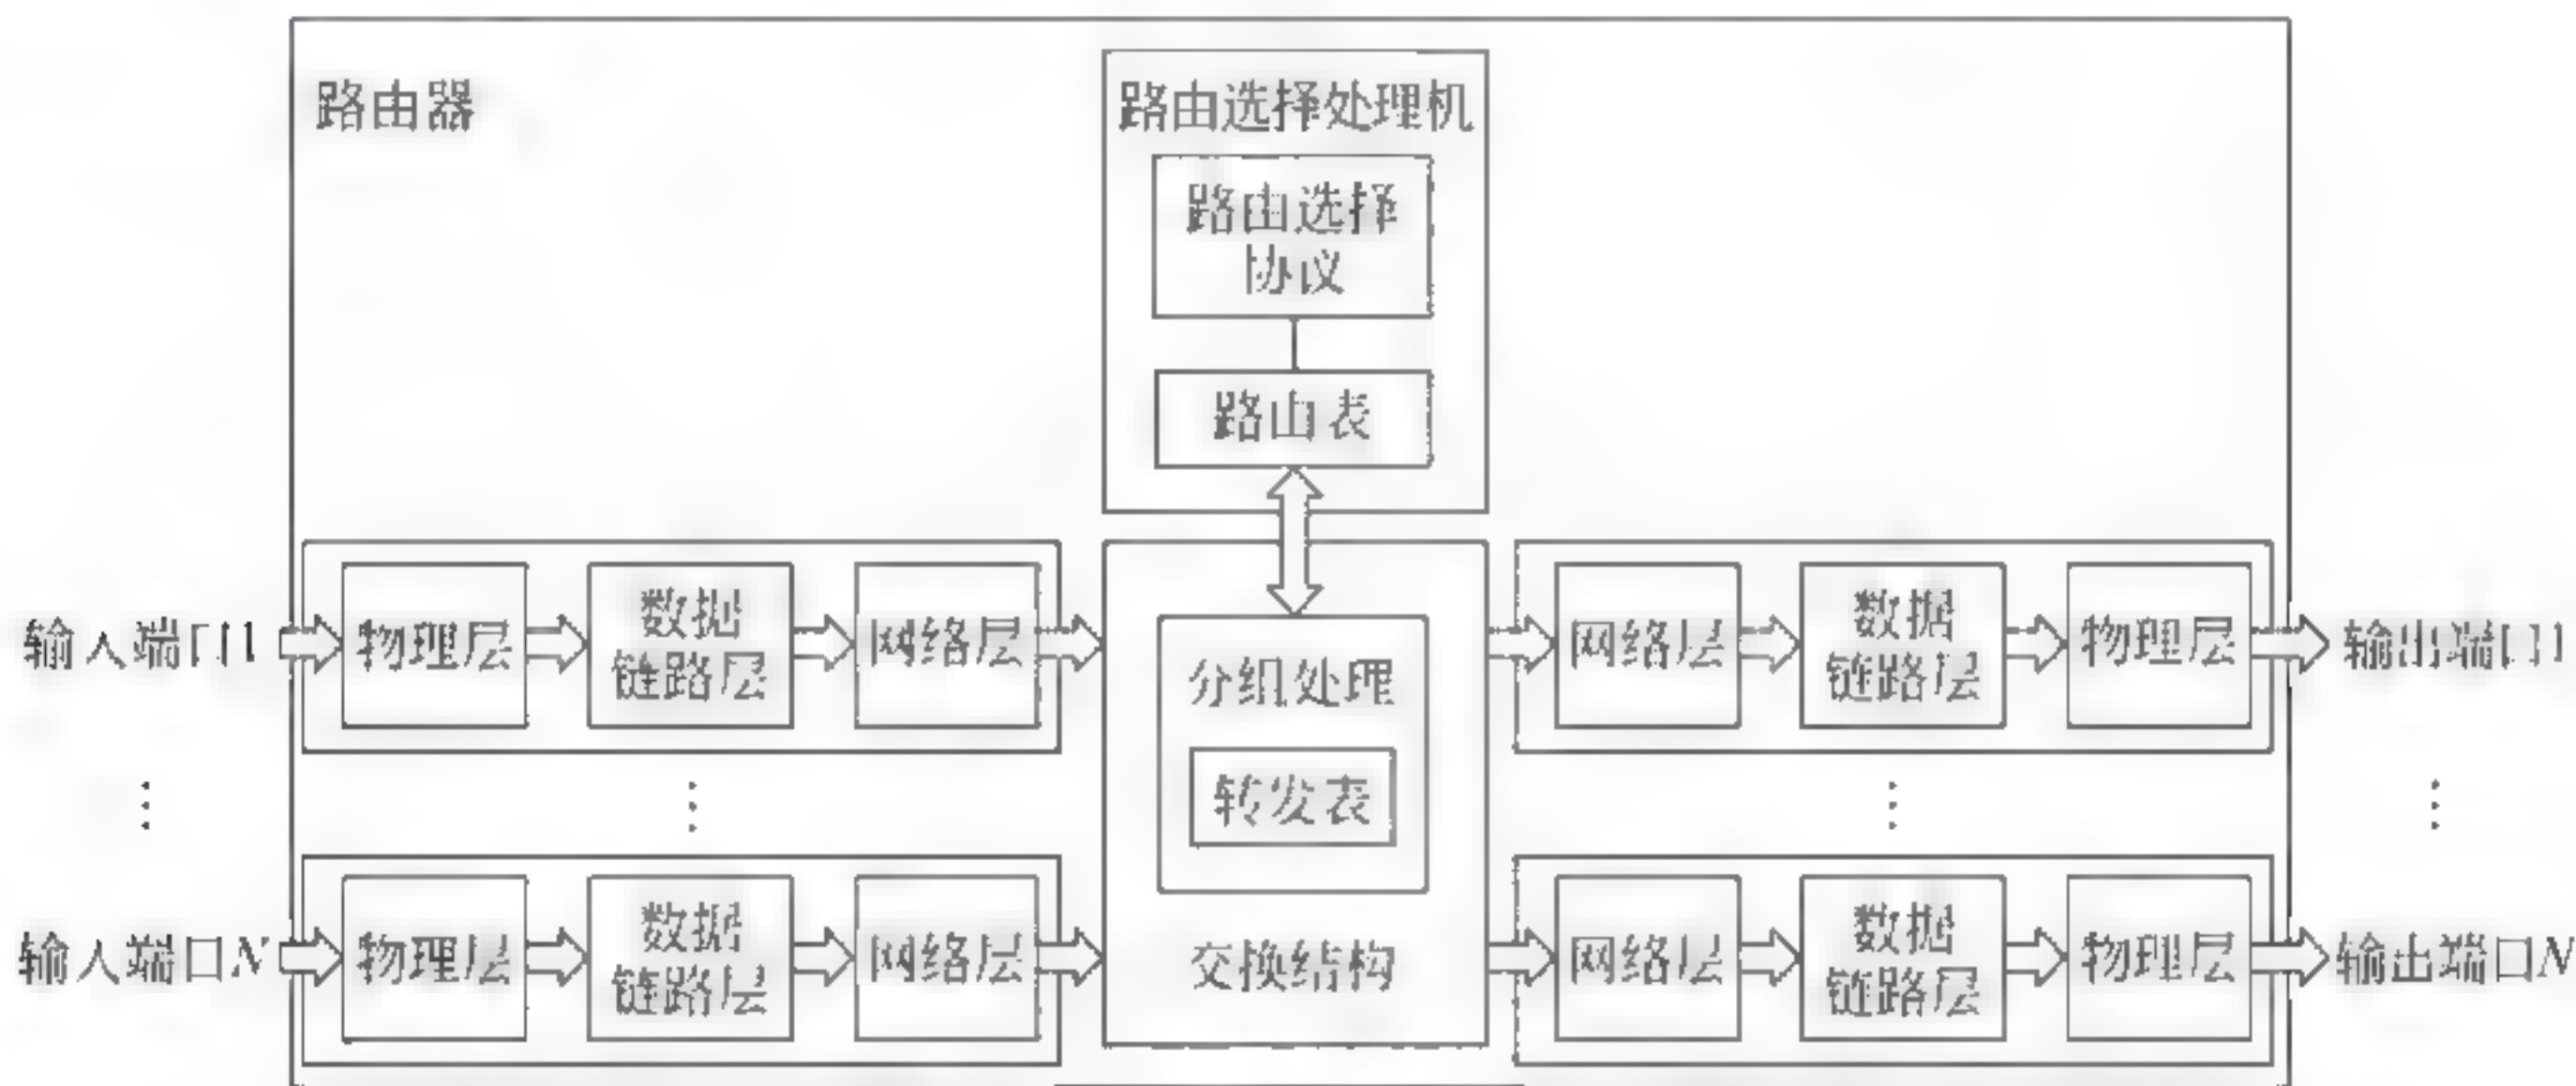 路由器
路由选择处理机
路由选择
协议
路由表
输入端口1
物理层
数据
链路层
网络层
分组处理
转发表
交换结构
网络层
数据
链路层
物理层
输出端口1
⋮
⋮
⋮
⋮
输入端口N
物理层
数据
链路层
网络层
网络层
数据
链路层
物理层
输出端口N